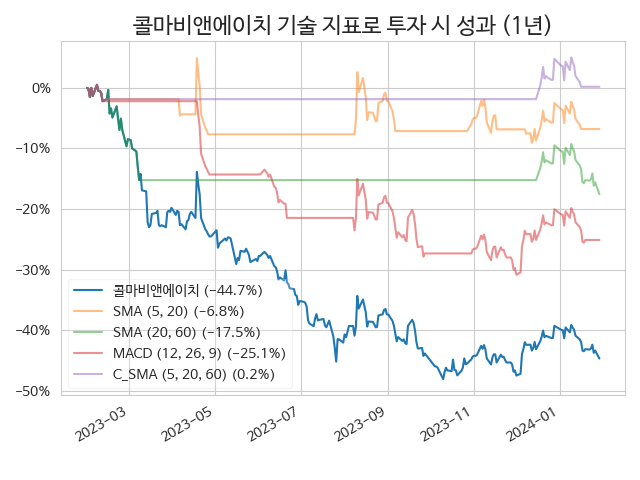 콜마비앤에이치 기술 지표로 투자 시 성과 (1년)
0%
−10%
−20%
−30%
−40%
−50%
콜마비앤에이치 (−44.7%)
SMA (5, 20) (−6.8%)
SMA (20, 60) (−17.5%)
MACD (12, 26, 9) (−25.1%)
C_SMA (5, 20, 60) (0.2%)
2023−03
2023−05
2023−07
2023−09
2023−11
2024−01